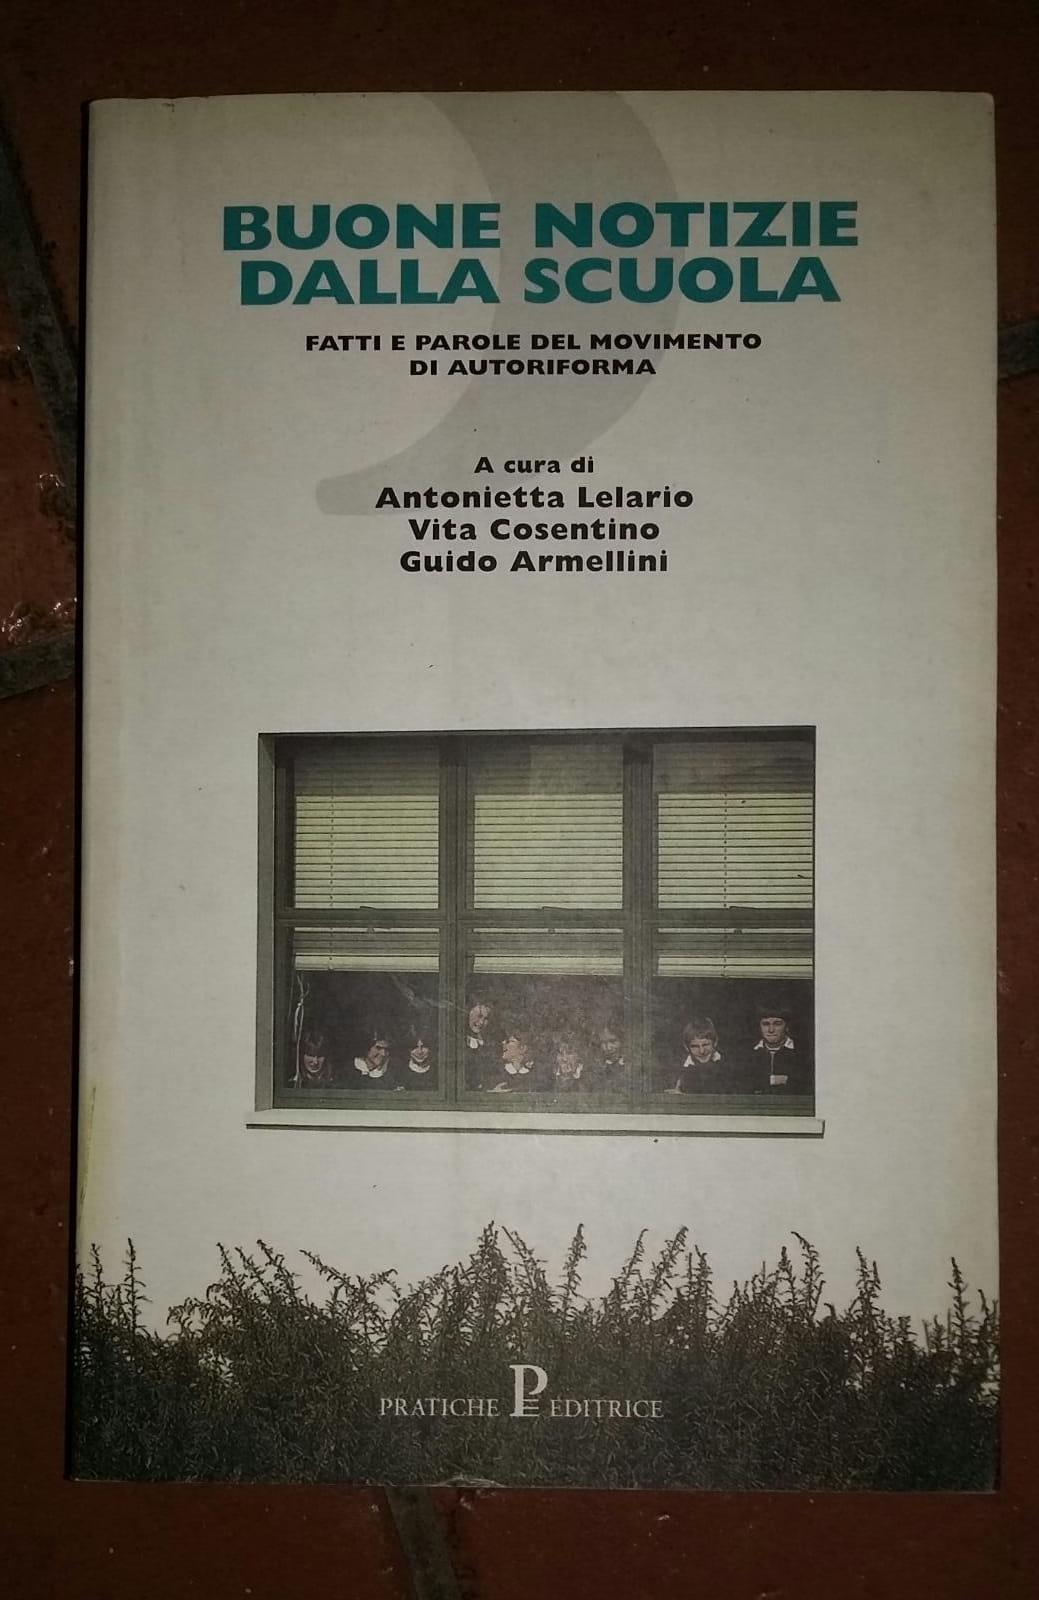 BUONE NOTIZIE
DALLA SCUOLA
FATTI E PAROLE DEL MOVIMENTO
DI AUTORIFORMA
A cura di
Antonietta Lelario
Vita Cosentino
Guido Armellini
PRATICHE PE EDITRICE